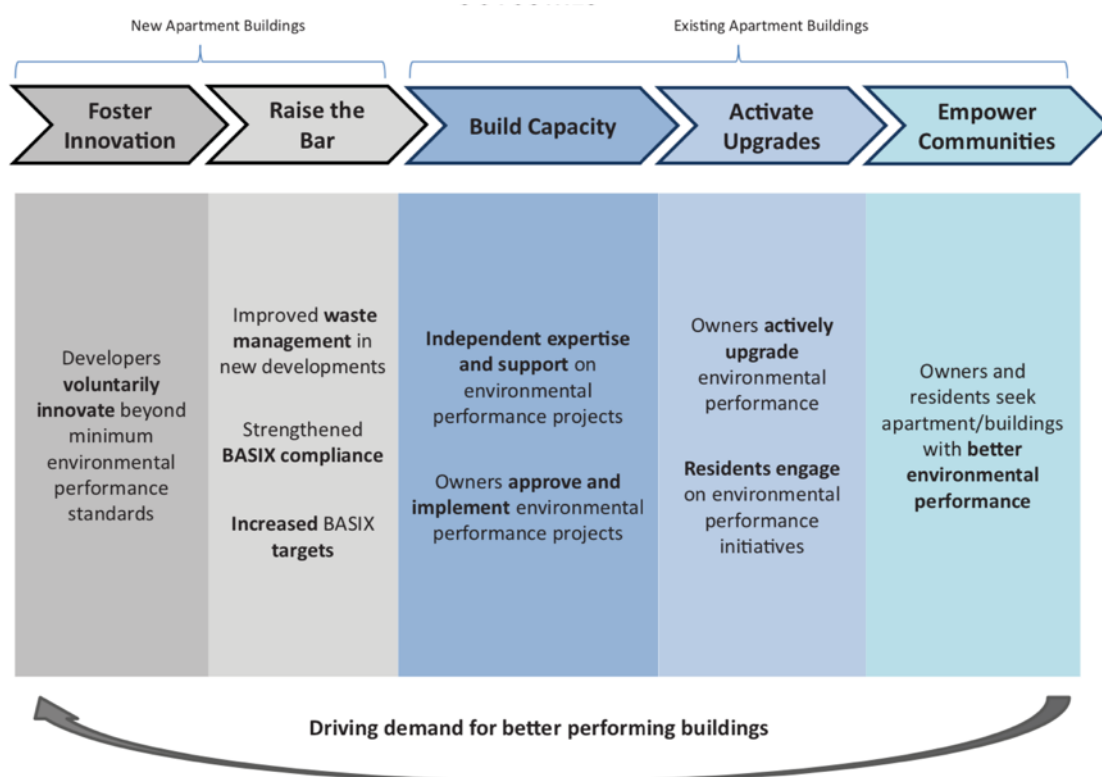 New Apartment Buildings
Existing Apartment Buildings
Foster
Innovation
Raise the
Bar
Build Capacity
Activate
Upgrades
Empower
Communities
Developers
voluntarily
innovate beyond
minimum
environmental
performance
standards
Improved waste
management in
new developments
Strengthened
BASIX compliance
Increased BASIX
targets
Independent expertise
and support on
environmental
performance projects
Owners approve and
implement environmental
performance projects
Owners actively
upgrade
environmental
performance
Residents engage
on environmental
performance
initiatives
Owners and
residents seek
apartment/buildings
with better
environmental
performance
Driving demand for better performing buildings